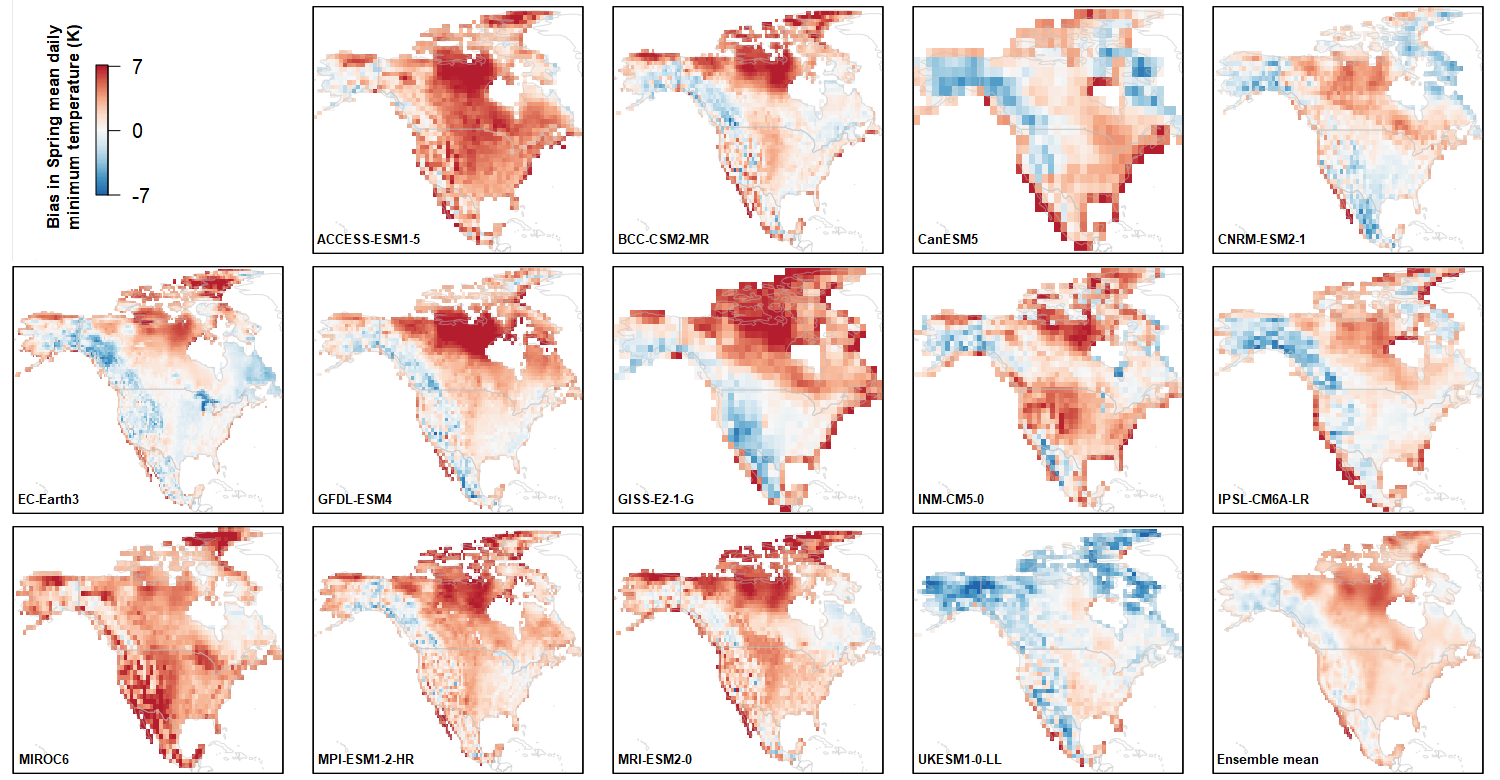 Bias in Spring mean daily
minimum temperature (K)
7
0
-7
ACCESS-ESM1-5
BCC-CSM2-MR
CanESM5
CNRM-ESM2-1
EC-Earth3
GFDL-ESM4
GISS-E2-1-G
INM-CM5-0
IPSL-CM6A-LR
MIROC6
MPI-ESM1-2-HR
MRI-ESM2-0
UKESM1-0-LL
Ensemble mean